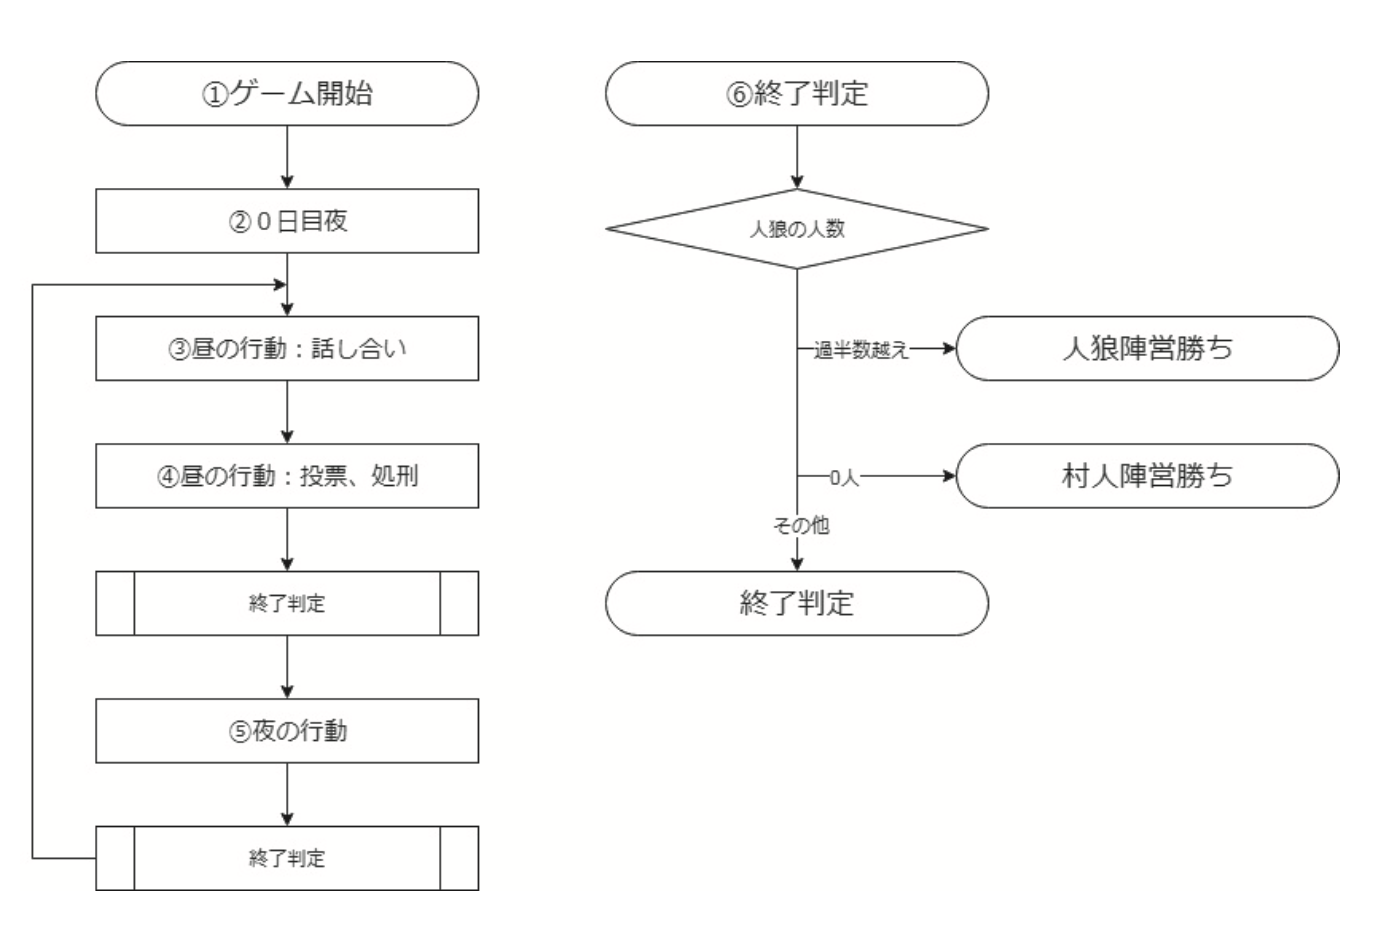 ①ゲーム開始
②０日目夜
③昼の行動：話し合い
④昼の行動：投票、処刑
終了判定
⑤夜の行動
終了判定
⑥終了判定
人狼の人数
過半数越え
人狼陣営勝ち
0人
村人陣営勝ち
その他
終了判定